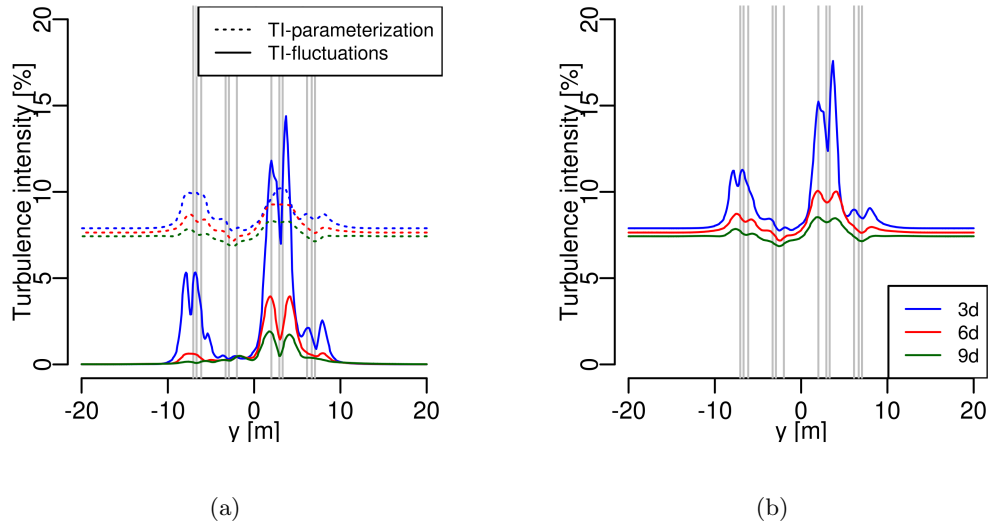 TI-parameterization
TI-fluctuations
Turbulence intensity [%]
0
5
10
15
20
-20
-10
0
10
20
y [m]
(a)
Turbulence intensity [%]
0
5
10
15
20
3d
6d
9d
-20
-10
0
10
20
y [m]
(b)